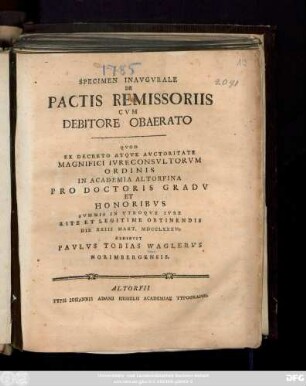 1785
SPECIMEN INAVGVRALE
DE
PACTIS REMISSORIIS
CVM
DEBITORE OBAERATO
QVOD
EX DECRETO ATQVE AVCTORITATE
MAGNIFICI IVRECONSVLTORVM
ORDINIS
IN ACADEMIA ALTORFINA
PRO DOCTORIS GRADV
ET
HONORIBVS
SVMMIS IN VTROQVE IVRE
RITE ET LEGITIME OBTINENDIS
DIE XXIII MART. MDCCLXXXV.
PAVLVS TOBIAS WAGLERVS
NORIMBERGENSIS.
ALTORFII
TYPIS IOHANNIS ADAMI HESSELII ACADEMIAE TYPOGRAPHI.